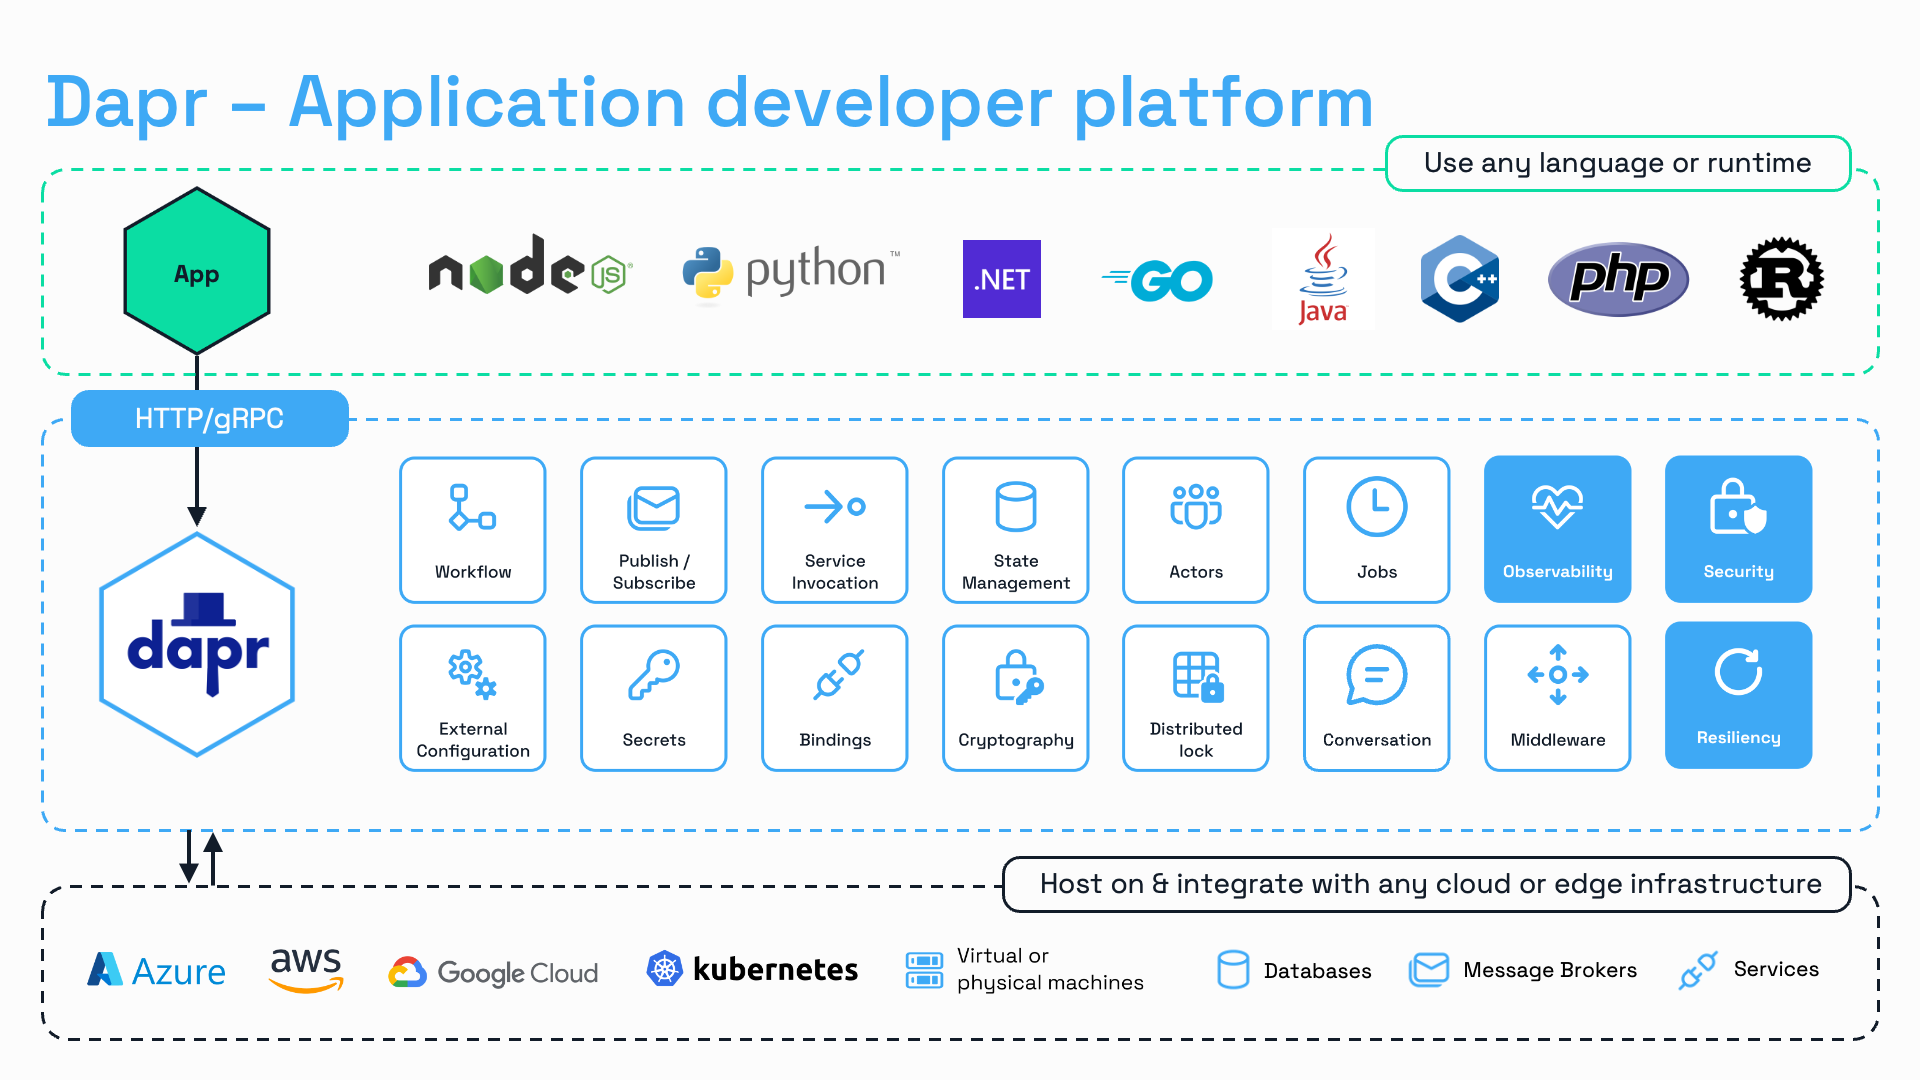 Dapr – Application developer platform
Use any language or runtime
App
node JS ®
python ™
.NET
GO
Java
C++
php
R
HTTP/gRPC
dapr
Workflow
Publish /
Subscribe
Service
Invocation
State
Management
Actors
Jobs
Observability
Security
External
Configuration
Secrets
Bindings
Cryptography
Distributed
lock
Conversation
Middleware
Resiliency
Host on & integrate with any cloud or edge infrastructure
Azure
aws
Google Cloud
kubernetes
Virtual or
physical machines
Databases
Message Brokers
Services